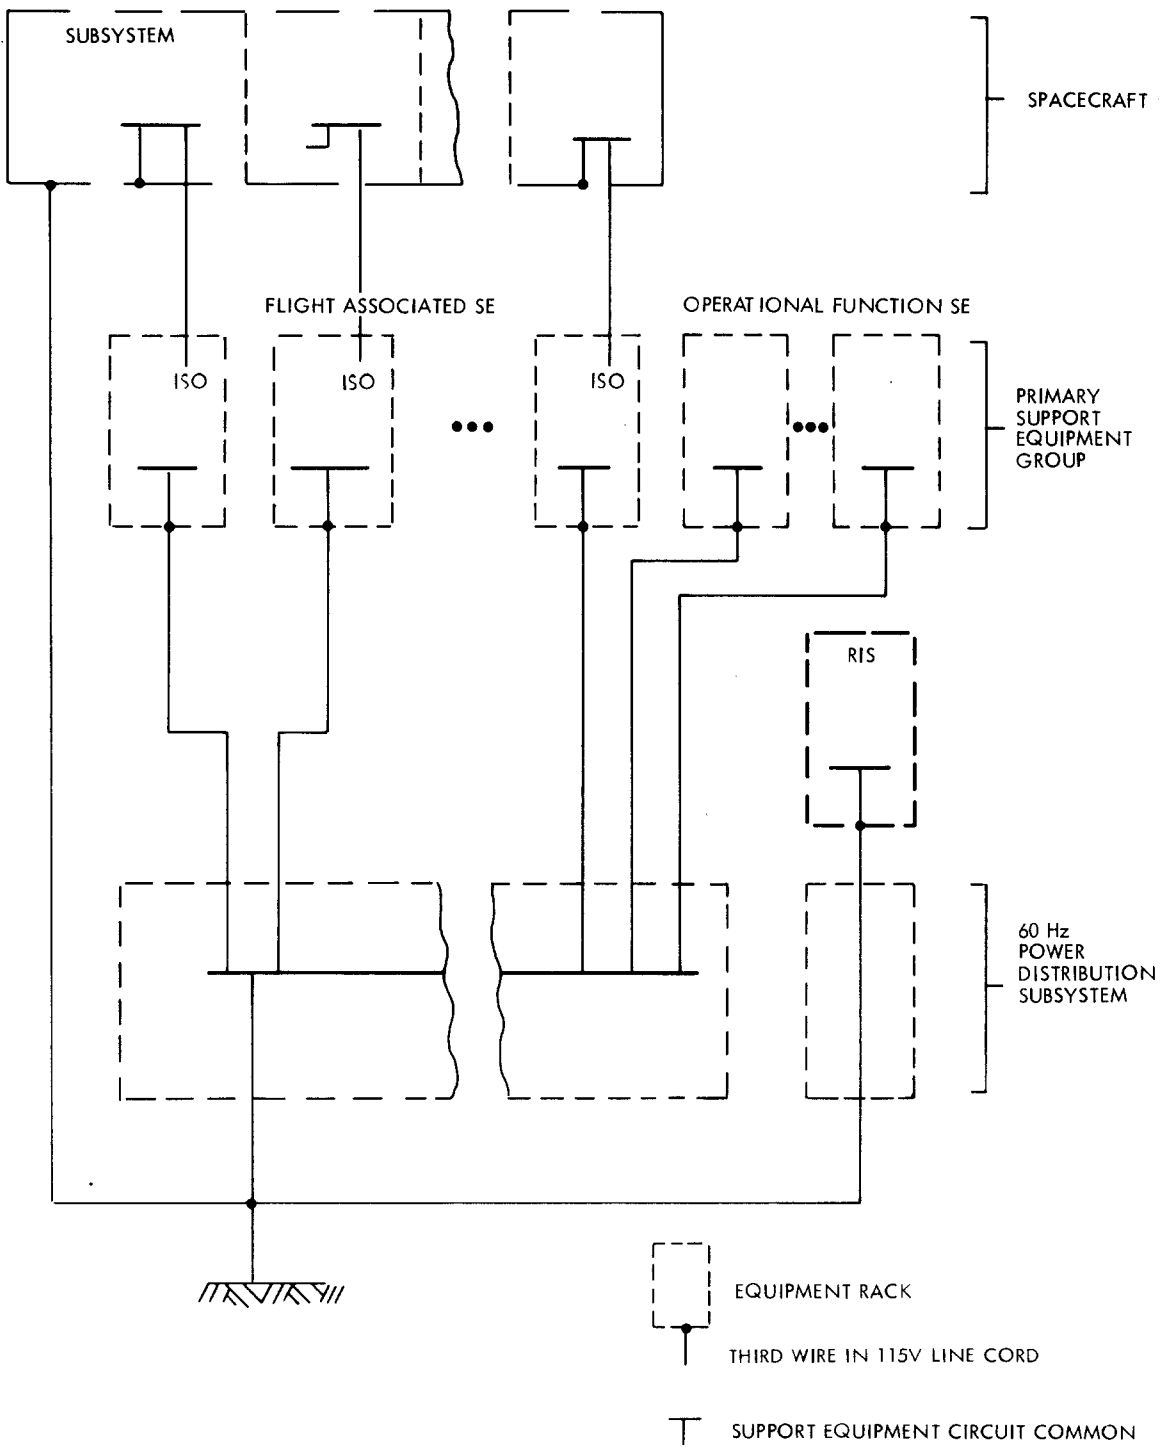 SUBSYSTEM
SPACECRAFT
FLIGHT ASSOCIATED SE
OPERATIONAL FUNCTION SE
ISO
ISO
ISO
PRIMARY
SUPPORT
EQUIPMENT
GROUP
RIS
60 Hz
POWER
DISTRIBUTION
SUBSYSTEM
EQUIPMENT RACK
THIRD WIRE IN 115V LINE CORD
SUPPORT EQUIPMENT CIRCUIT COMMON